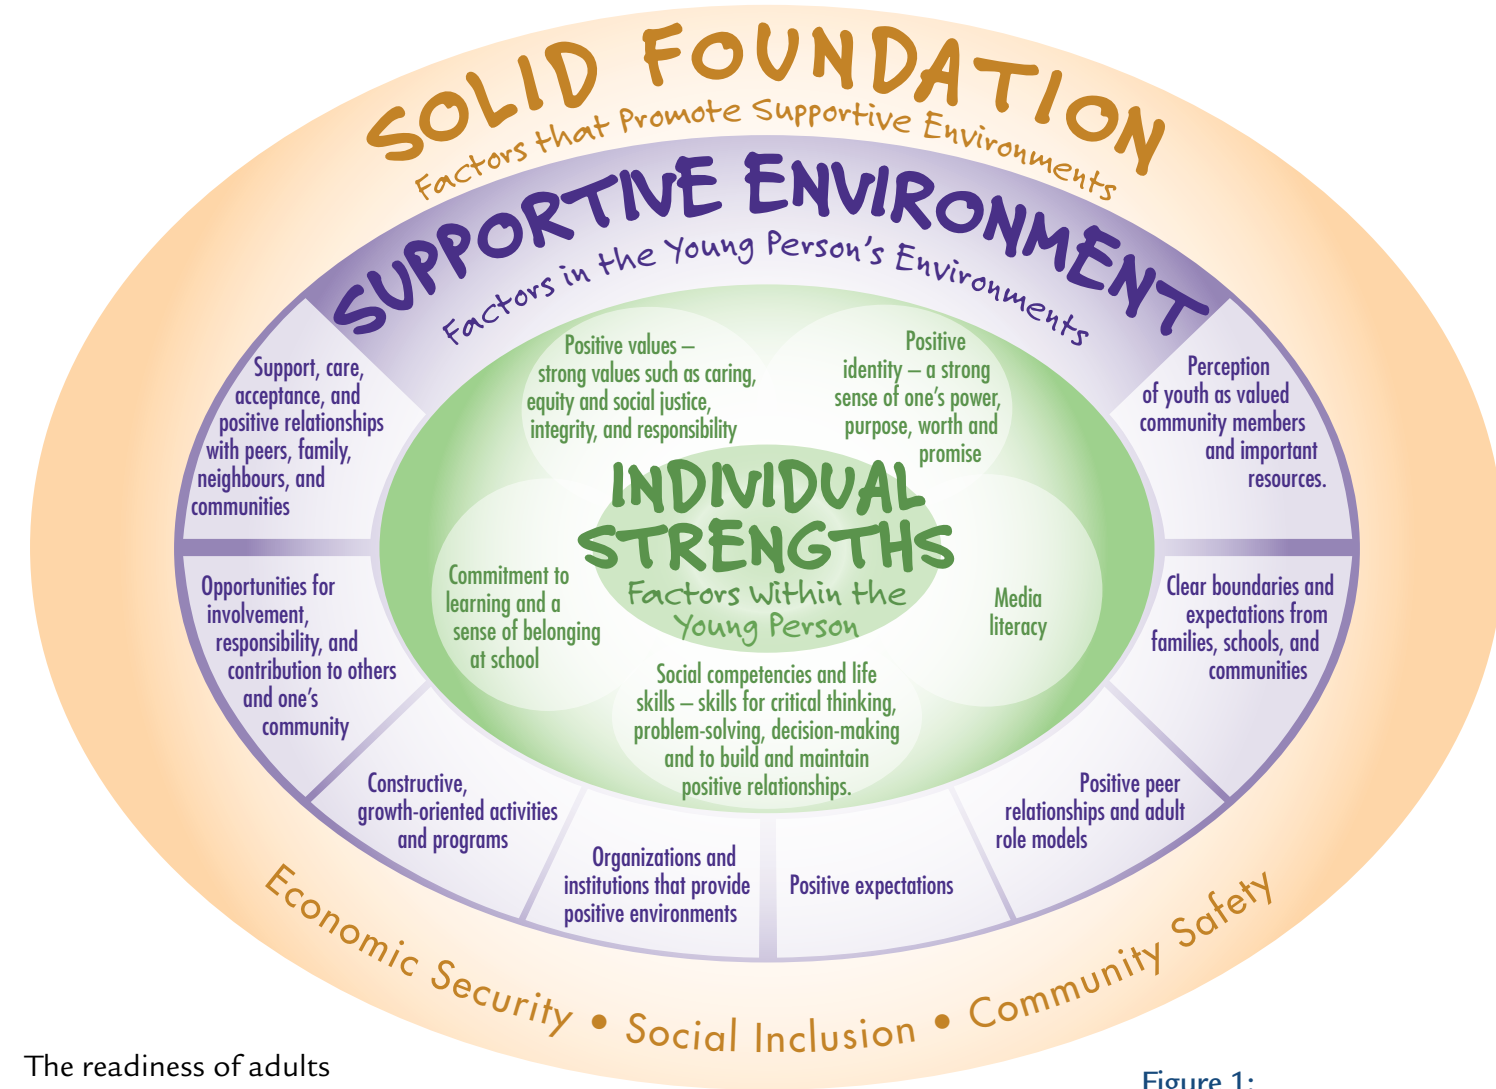 SOLID FOUNDATION
Factors that Promote Supportive Environments
SUPPORTIVE ENVIRONMENT
Factors in the Young Person's Environments
Support, care,
acceptance, and
positive relationships
with peers, family,
neighbours, and
communities
Opportunities for
involvement,
responsibility, and
contribution to others
and one's
community
Constructive,
growth-oriented activities
and programs
Organizations and
institutions that provide
positive environments
Positive expectations
Positive peer
relationships and adult
role models
Clear boundaries and
expectations from
families, schools, and
communities
Perception
of youth as valued
community members
and important
resources.
Positive values –
strong values such as caring,
equity and social justice,
integrity, and responsibility
Positive
identity – a strong
sense of one's power,
purpose, worth and
promise
INDIVIDUAL
STRENGTHS
Factors Within the
Young Person
Commitment to
learning and a
sense of belonging
at school
Media
literacy
Social competencies and life
skills – skills for critical thinking,
problem-solving, decision-making
and to build and maintain
positive relationships.
Economic Security • Social Inclusion • Community Safety
The readiness of adults
Figure 1: